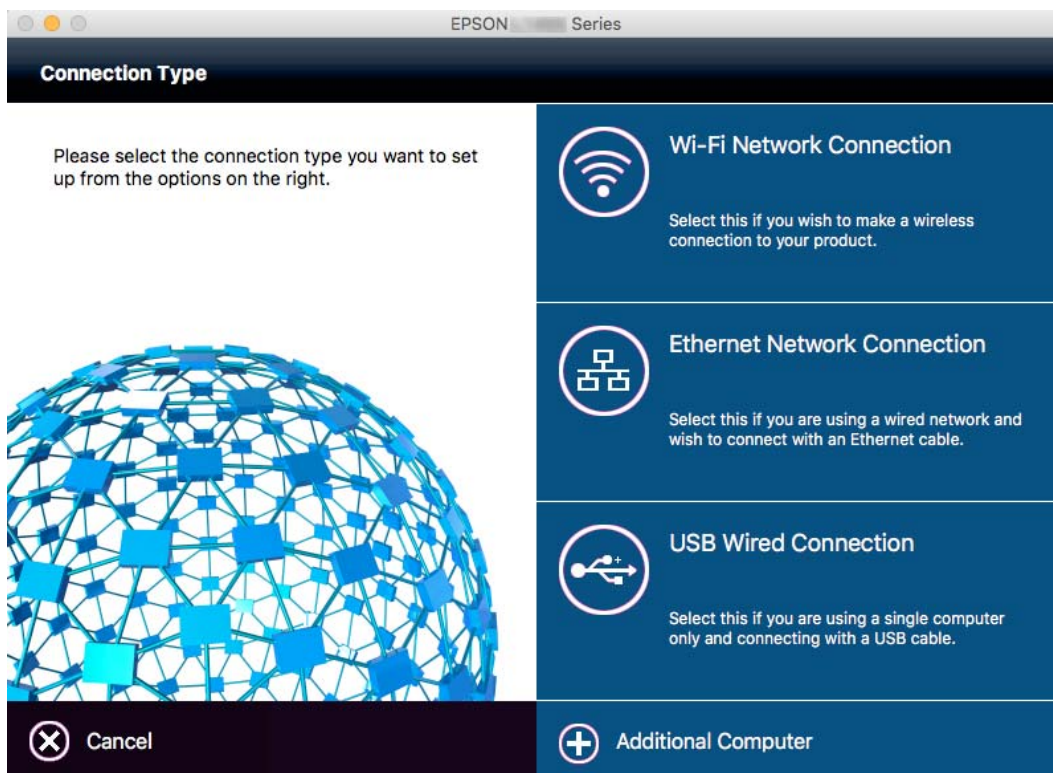 EPSON Series
Connection Type
Please select the connection type you want to set
up from the options on the right.
Wi-Fi Network Connection
Select this if you wish to make a wireless
connection to your product.
Ethernet Network Connection
Select this if you are using a wired network and
wish to connect with an Ethernet cable.
USB Wired Connection
Select this if you are using a single computer
only and connecting with a USB cable.
Cancel
Additional Computer